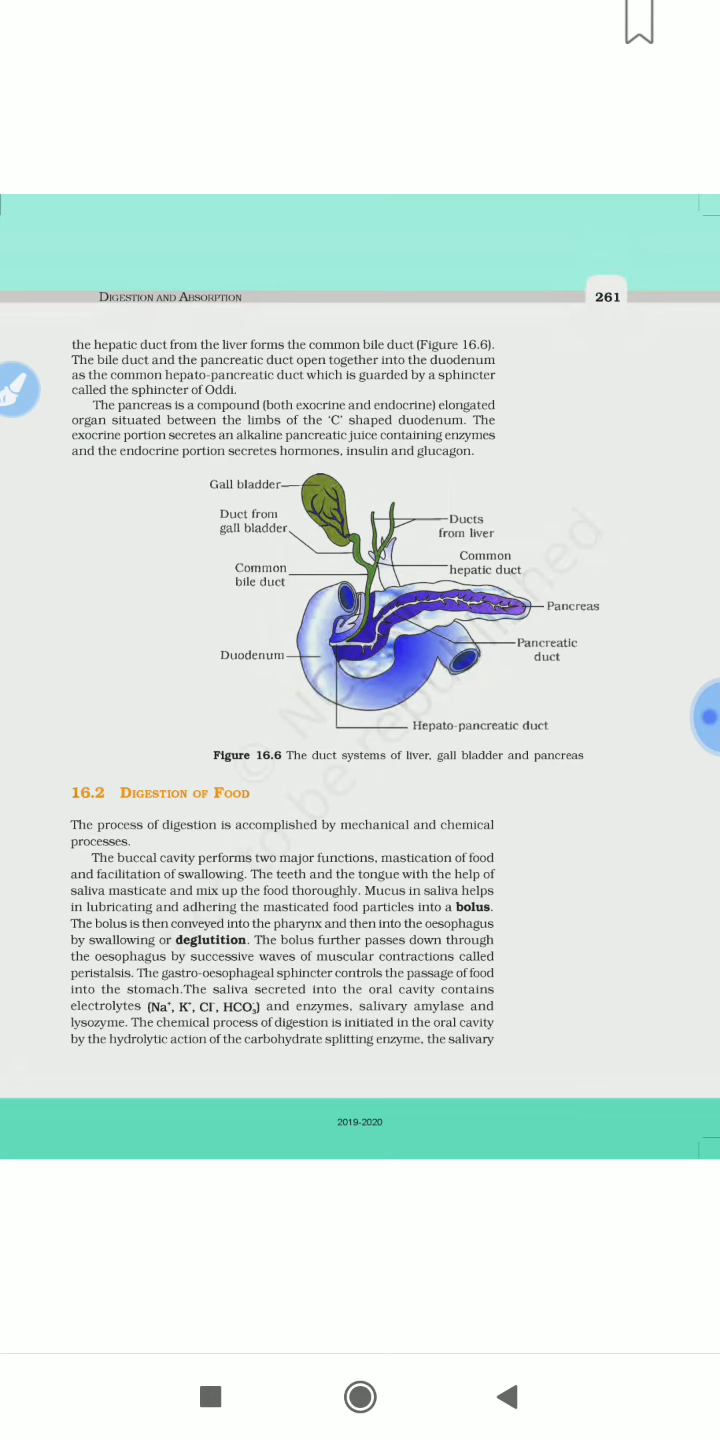 DIGESTION AND ABSORPTION
261
the hepatic duct from the liver forms the common bile duct (Figure 16.6).
The bile duct and the pancreatic duct open together into the duodenum
as the common hepato-pancreatic duct which is guarded by a sphincter
called the sphincter of Oddi.
The pancreas is a compound (both exocrine and endocrine) elongated
organ situated between the limbs of the ‘C’ shaped duodenum. The
exocrine portion secretes an alkaline pancreatic juice containing enzymes
and the endocrine portion secretes hormones, insulin and glucagon.
Gall bladder
Duct from
gall bladder
Common
bile duct
Duodenum
Ducts
from liver
Common
hepatic duct
Pancreas
Pancreatic
duct
Hepato-pancreatic duct
Figure 16.6 The duct systems of liver, gall bladder and pancreas
16.2 DIGESTION OF FOOD
The process of digestion is accomplished by mechanical and chemical
processes.
The buccal cavity performs two major functions, mastication of food
and facilitation of swallowing. The teeth and the tongue with the help of
saliva masticate and mix up the food thoroughly. Mucus in saliva helps
in lubricating and adhering the masticated food particles into a bolus.
The bolus is then conveyed into the pharynx and then into the oesophagus
by swallowing or deglutition. The bolus further passes down through
the oesophagus by successive waves of muscular contractions called
peristalsis. The gastro-oesophageal sphincter controls the passage of food
into the stomach.The saliva secreted into the oral cavity contains
electrolytes (Na⁺, K⁺, Cl⁻, HCO₃⁻) and enzymes, salivary amylase and
lysozyme. The chemical process of digestion is initiated in the oral cavity
by the hydrolytic action of the carbohydrate splitting enzyme, the salivary
2019-2020